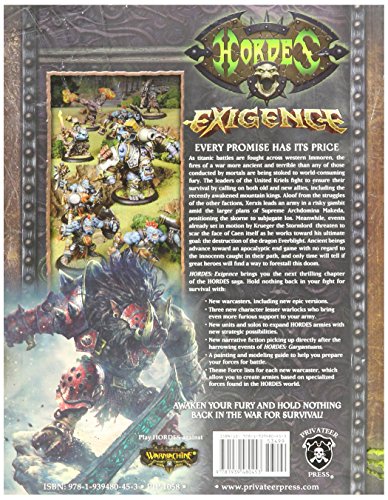 HORDES
EXIGENCE
EVERY PROMISE HAS ITS PRICE
As titanic battles are fought across western Immoren, the
fires of a war more ancient and terrible than any of those
conducted by mortals are being stoked to world-consuming fury.
The leaders of the United Kriels fight to ensure their
survival by calling on both old and new allies, including the
recently awakened mountain kings. Aloof from the struggles
of the other factions, Xerxis leads an army in a risky gambit
amid the larger plans of Supreme Archdomina Makeda,
positioning the skorne to subjugate Ios. Meanwhile, events
already set in motion by Krueger the Stormlord threaten to
star the face of Caen itself as he works toward his ultimate
goal: the destruction of the dragon Everblight. Ancient beings
advance toward an apocalypse end game with no regard to
the innocents caught in their path, and only time will tell if
great heroes will find a way to forestall this doom.
HORDES: Exigence brings you the next thrilling chapter
of the HORDES saga. Hold nothing back in your fight for
survival with:
• New warcasters, including new epic versions.
• Three new character lesser warlocks who bring
even more furious support to your army.
• New units and solos to expand HORDES armies with
new strategic possibilities.
• New narrative fiction picking up directly after the
harrowing events of HORDES: Gargantuans.
• A painting and modeling guide to help you prepare
your forces for battle.
• Theme Force lists for each new warcaster, which
allow you to create armies based on specialized
forces found in the HORDES world.
AWAKEN YOUR FURY AND HOLD NOTHING
BACK IN THE WAR FOR SURVIVAL!
Play HORDES against
WARMACHINE
PRIVATEER
PRESS
ISBN: 978-1-939480-45-3 • PIP 1058 • PRIVATEERPRESS.COM
9 781939 480453